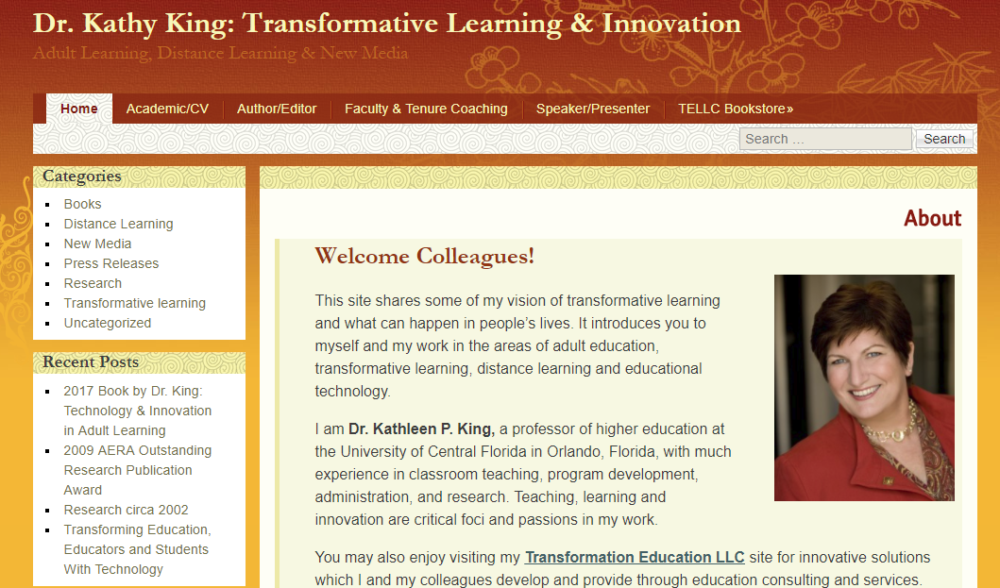 Dr. Kathy King: Transformative Learning & Innovation
Adult Learning, Distance Learning & New Media
Home Academic/CV Author/Editor Faculty & Tenure Coaching Speaker/Presenter TELLC Bookstore»
Search … Search
Categories
Books
Distance Learning
New Media
Press Releases
Research
Transformative learning
Uncategorized
Recent Posts
2017 Book by Dr. King:
Technology & Innovation
in Adult Learning
2009 AERA Outstanding
Research Publication
Award
Research circa 2002
Transforming Education,
Educators and Students
With Technology
About
Welcome Colleagues!
This site shares some of my vision of transformative learning
and what can happen in people’s lives. It introduces you to
myself and my work in the areas of adult education,
transformative learning, distance learning and educational
technology.
I am Dr. Kathleen P. King, a professor of higher education at
the University of Central Florida in Orlando, Florida, with much
experience in classroom teaching, program development,
administration, and research. Teaching, learning and
innovation are critical foci and passions in my work.
You may also enjoy visiting my Transformation Education LLC site for innovative solutions
which I and my colleagues develop and provide through education consulting and services.